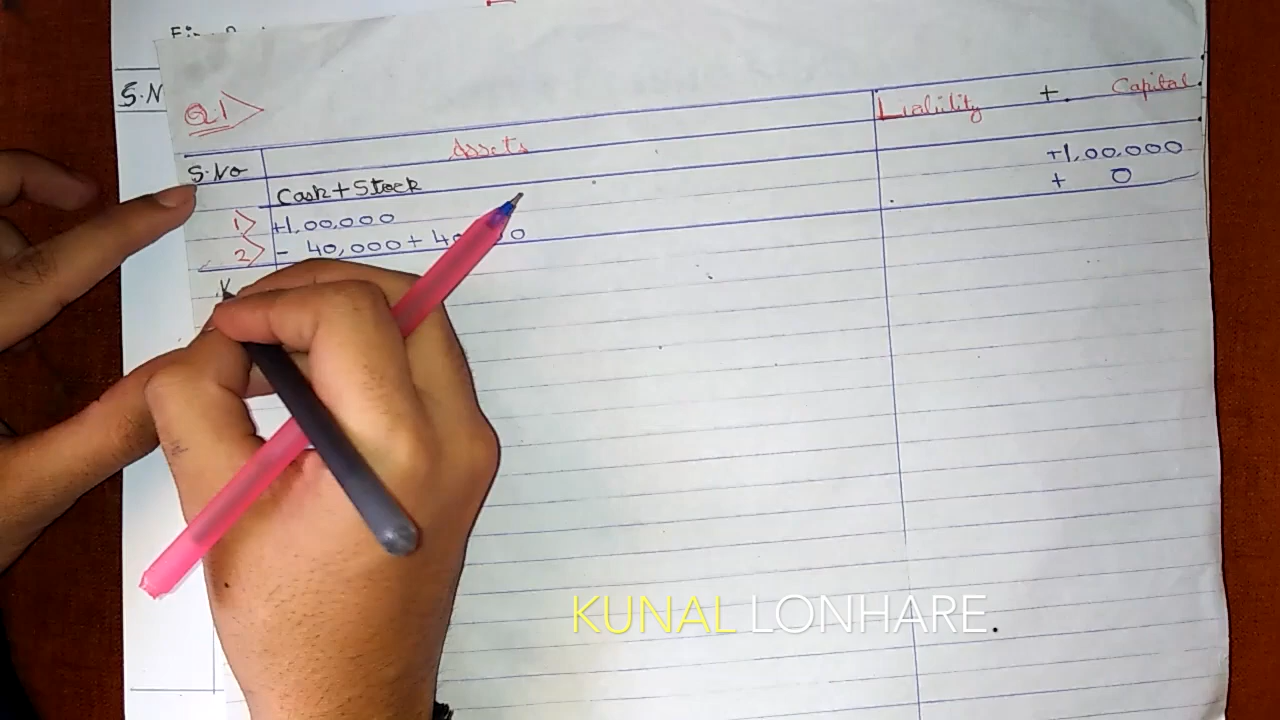 S.N
Q.1
Assets Liability + Capital
S.No
Cash + Stock
1) +1,00,000 +1,00,000
2) - 40,000 + + 0
KUNAL LONHARE.